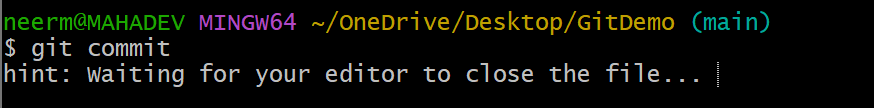 neerm@MAHADEV MINGW64 ~/OneDrive/Desktop/GitDemo (main)
$ git commit
hint: Waiting for your editor to close the file...